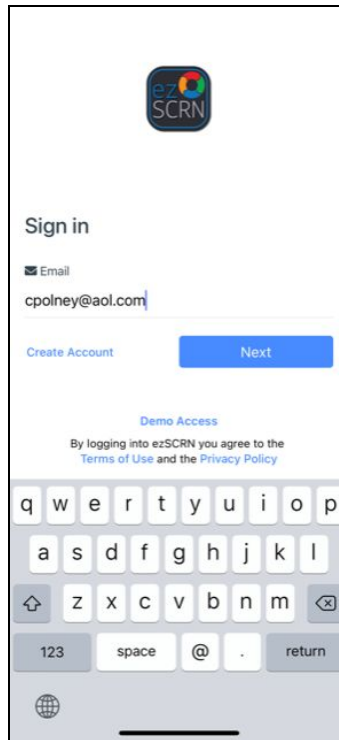 ez
SCRN
Sign in
Email
cpolney@aol.com
Create Account
Next
Demo Access
By logging into ezSCRN you agree to the
Terms of Use and the Privacy Policy
q w e r t y u i o p
a s d f g h j k l
z x c v b n m
123 space @ . return